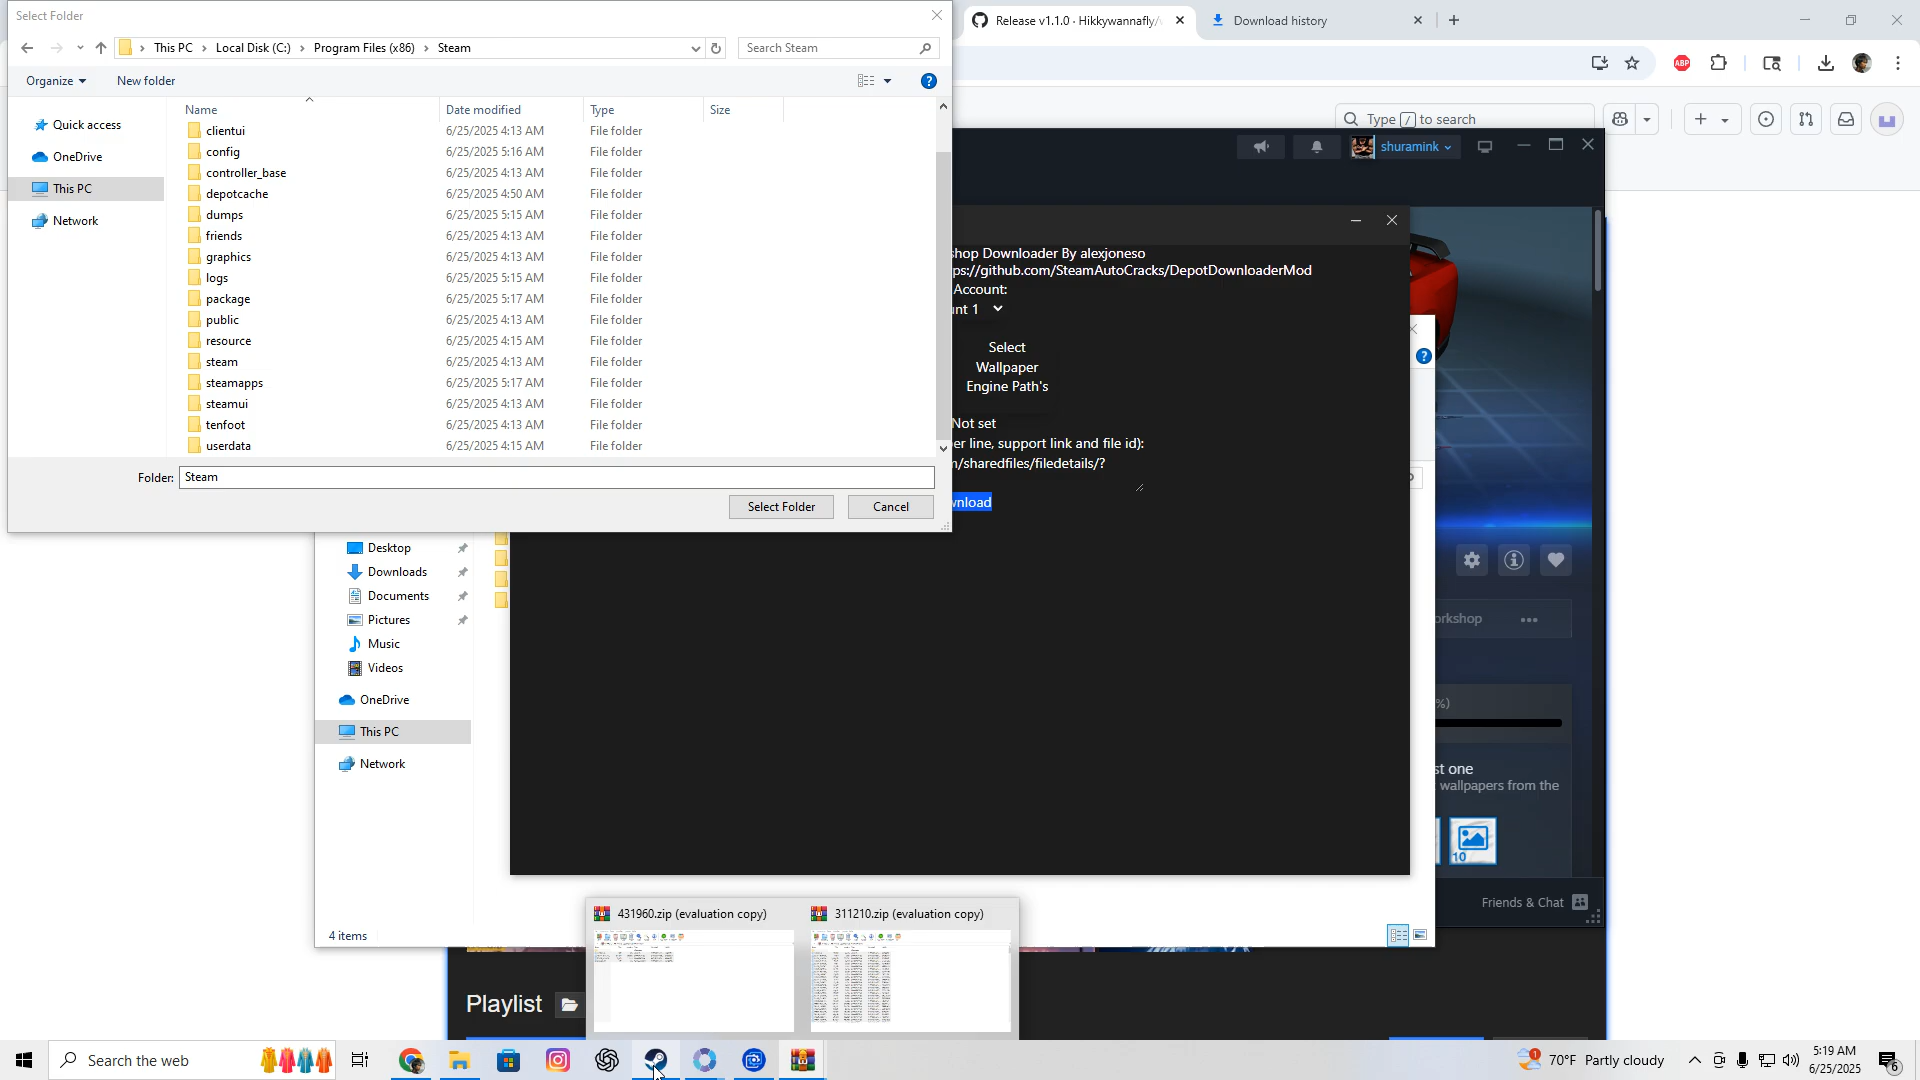 Select Folder
Release v1.1.0 · Hikkywannafly/
Download history
This PC
Local Disk (C:)
Program Files (x86)
Steam
Search Steam
Organize
New folder
Name
Date modified
Type
Size
Type / to search
Quick access
OneDrive
This PC
Network
clientui 6/25/2025 4:13 AM File folder
config 6/25/2025 5:16 AM File folder
controller_base 6/25/2025 4:13 AM File folder
depotcache 6/25/2025 4:50 AM File folder
dumps 6/25/2025 5:15 AM File folder
friends 6/25/2025 4:13 AM File folder
graphics 6/25/2025 4:13 AM File folder
logs 6/25/2025 5:15 AM File folder
package 6/25/2025 5:17 AM File folder
public 6/25/2025 4:13 AM File folder
resource 6/25/2025 4:15 AM File folder
steam 6/25/2025 4:13 AM File folder
steamapps 6/25/2025 5:17 AM File folder
steamui 6/25/2025 4:13 AM File folder
tenfoot 6/25/2025 4:13 AM File folder
userdata 6/25/2025 4:15 AM File folder
Folder: Steam
Select Folder
Cancel
shuramink
shop Downloader By alexjoneso
ps://github.com/SteamAutoCracks/DepotDownloaderMod
Account:
unt 1
Select
Wallpaper
Engine Path's
Not set
er line, support link and file id):
n/sharedfiles/filedetails/?
wnload
Desktop
Downloads
Documents
Pictures
Music
Videos
OneDrive
This PC
Network
4 items
orkshop
%)
st one
wallpapers from the
10
Friends & Chat
431960.zip (evaluation copy)
311210.zip (evaluation copy)
Playlist
Search the web
70°F Partly cloudy
5:19 AM
6/25/2025
ABP
1
6